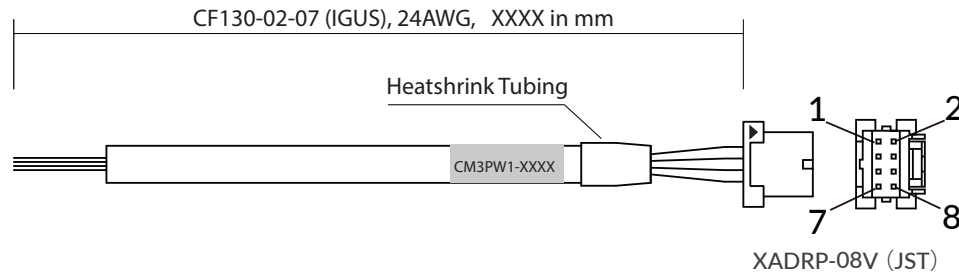 CF130-02-07 (IGUS), 24AWG, XXXX in mm
Heatshrink Tubing
CM3PW1-XXXX
1 2
7 8
XADRP-08V (JST)